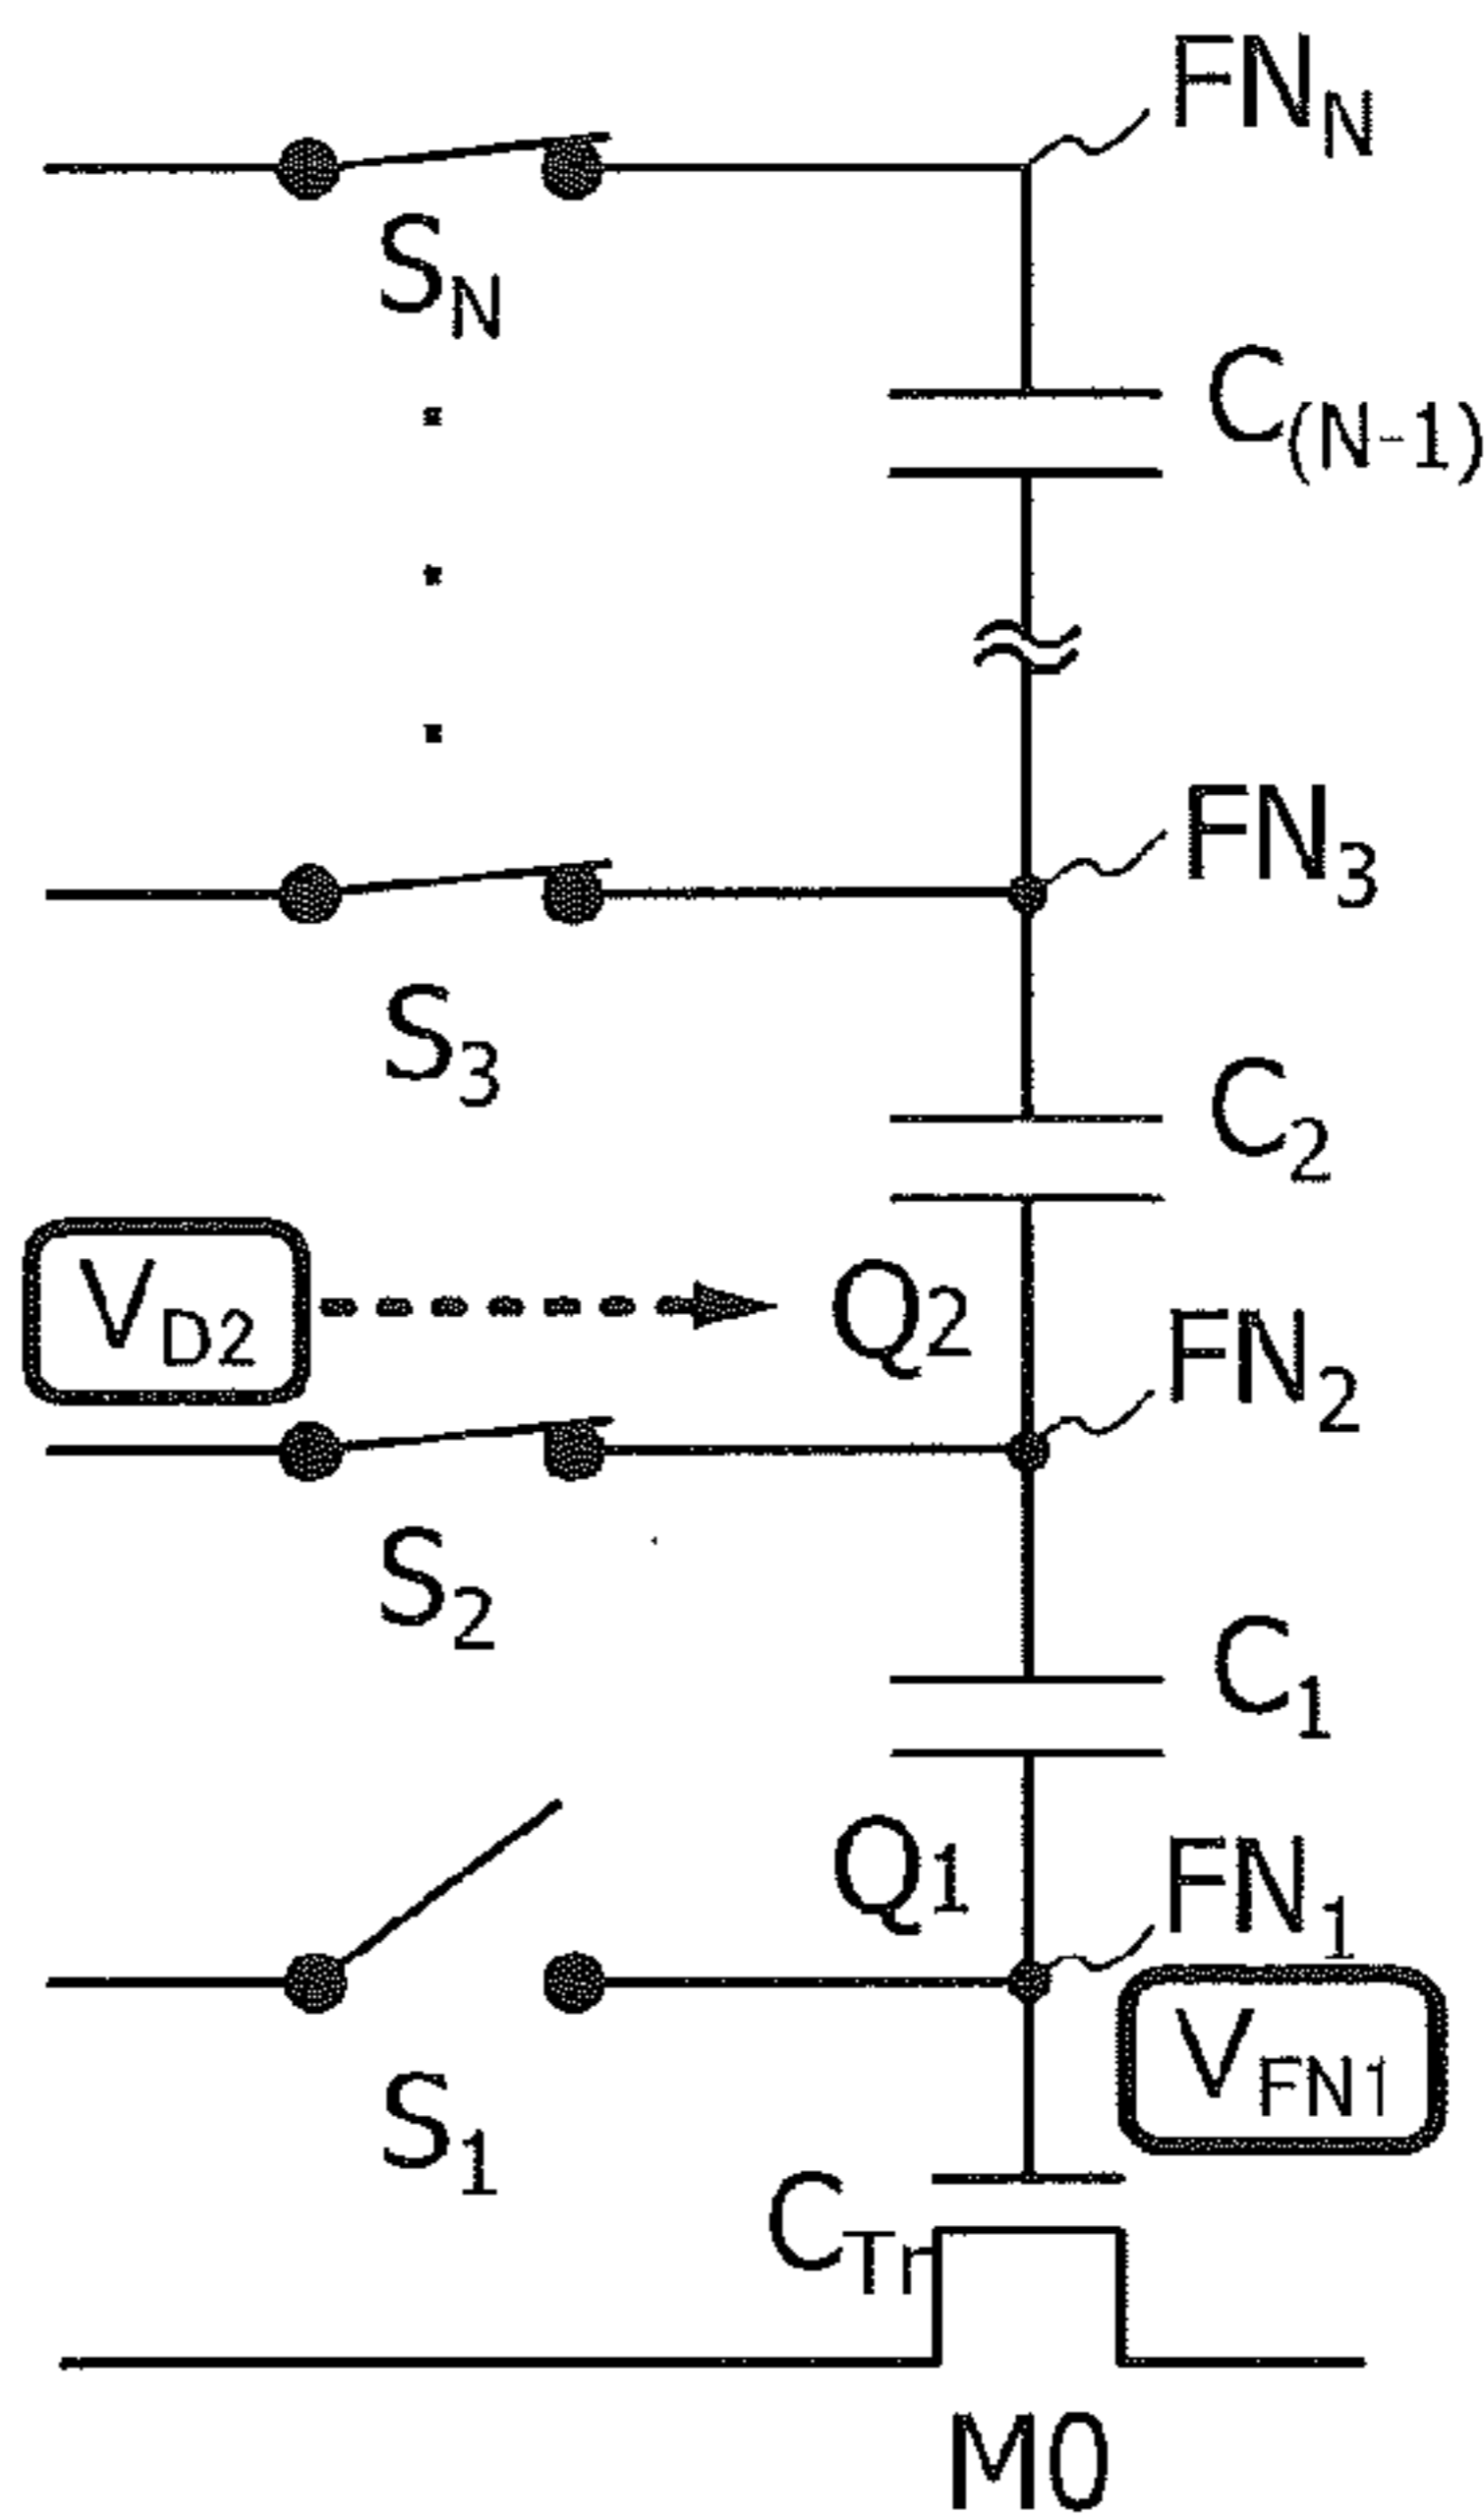 FN_N
S_N
C_(N-1)
FN_3
S_3
C_2
V_D2
Q2
FN_2
S_2
C_1
Q1
FN_1
V_FN1
S_1
C_Tr
M0